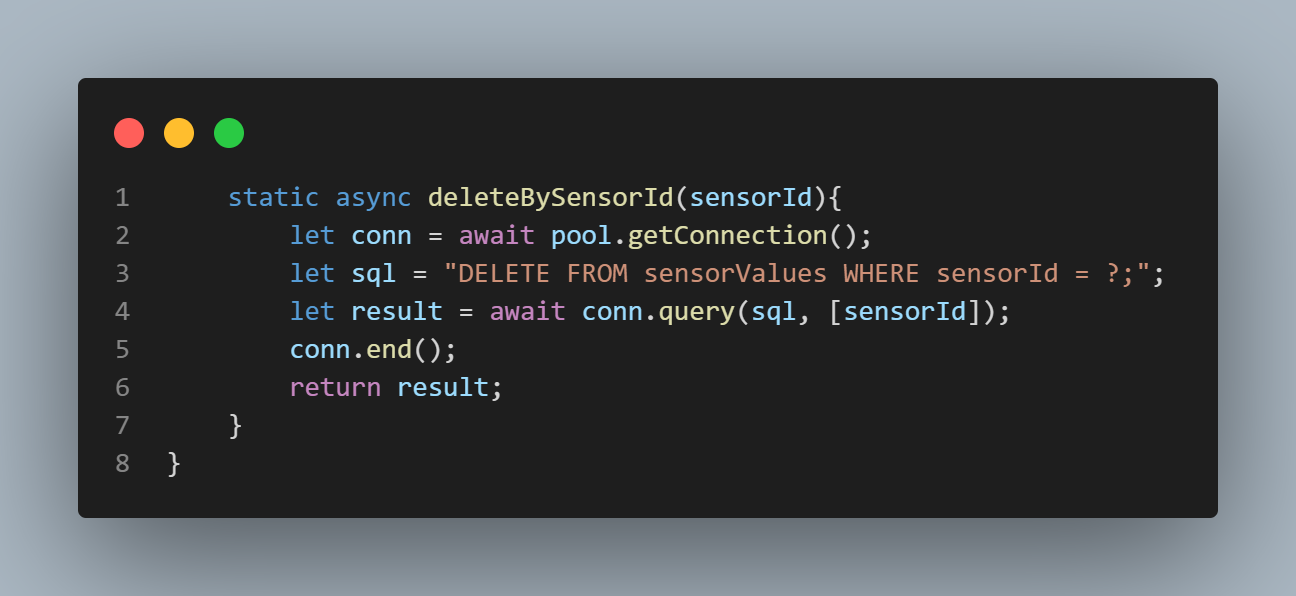 1 static async deleteBySensorId(sensorId){
2 let conn = await pool.getConnection();
3 let sql = "DELETE FROM sensorValues WHERE sensorId = ?;";
4 let result = await conn.query(sql, [sensorId]);
5 conn.end();
6 return result;
7 }
8 }